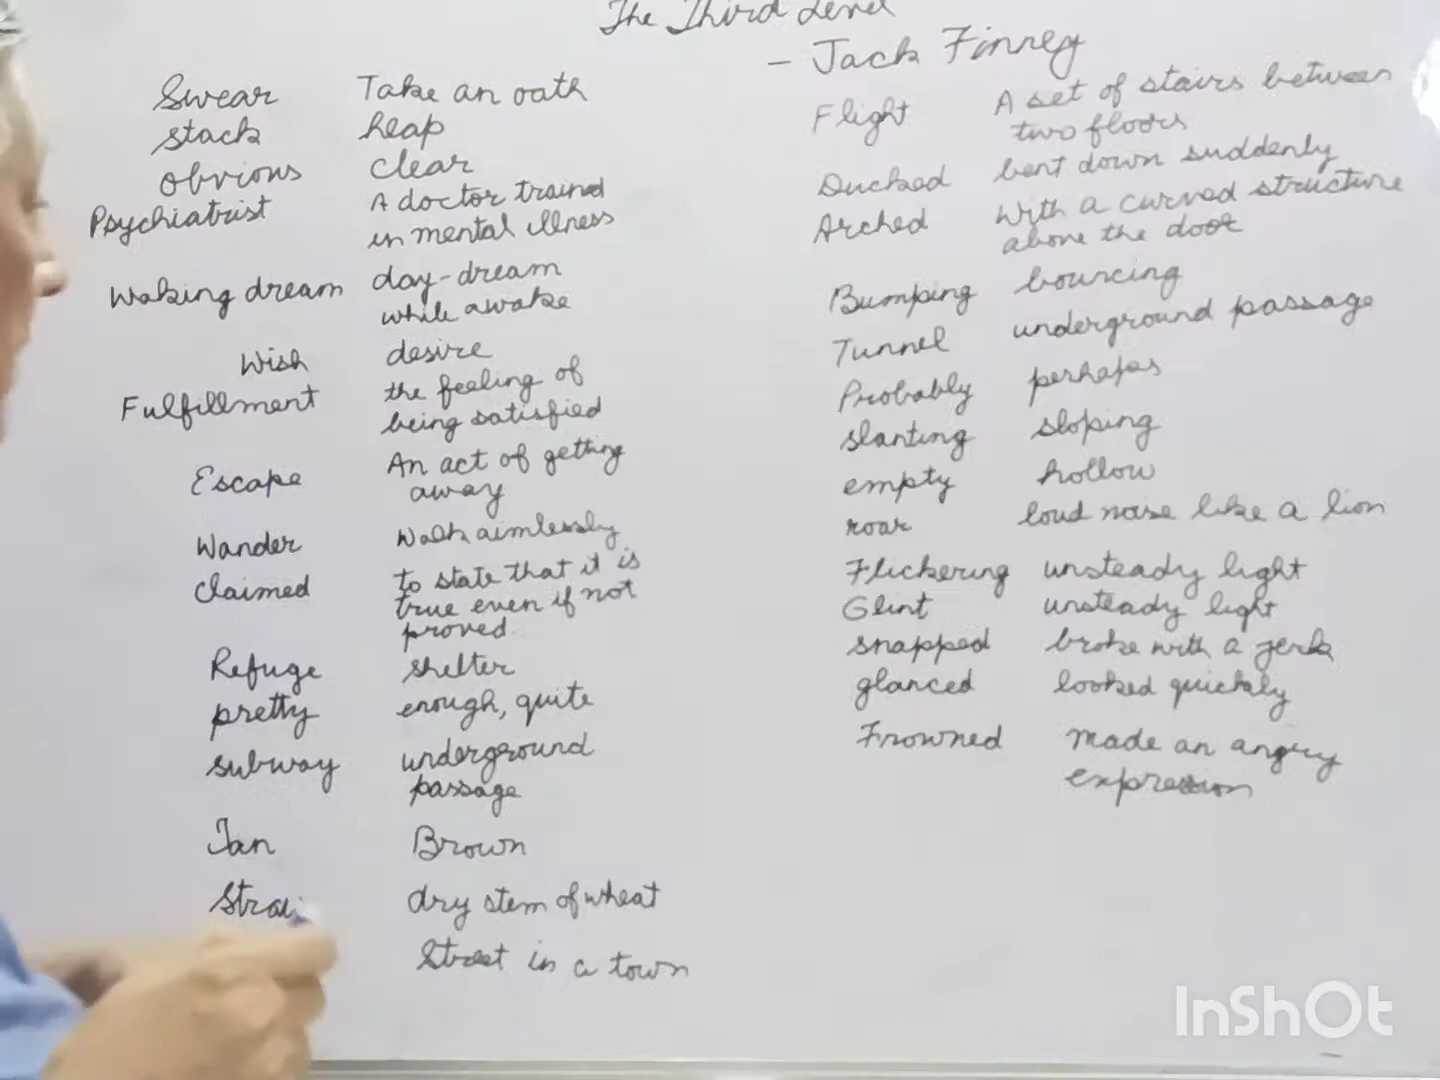 The Third Level
- Jack Finney
Swear Take an oath
stack heap
obvious clear
Psychiatrist A doctor trained
in mental illness
Waking dream day-dream
while awake
Wish desire
Fulfillment the feeling of
being satisfied
Escape An act of getting
away
Wander Walk aimlessly
Claimed to state that it is
true even if not
proved
Refuge shelter
pretty enough, quite
subway underground
passage
Tan Brown
dry stem of wheat
Street in a town
Flight A set of stairs between
two floors
Ducked bent down suddenly
Arched With a curved structure
above the door
Bumping bouncing
Tunnel underground passage
Probably perhaps
slanting sloping
empty hollow
roar loud noise like a lion
Flickering unsteady light
Glint unsteady light
snapped broke with a jerk
glanced looked quickly
Frowned made an angry
expression
InShOt